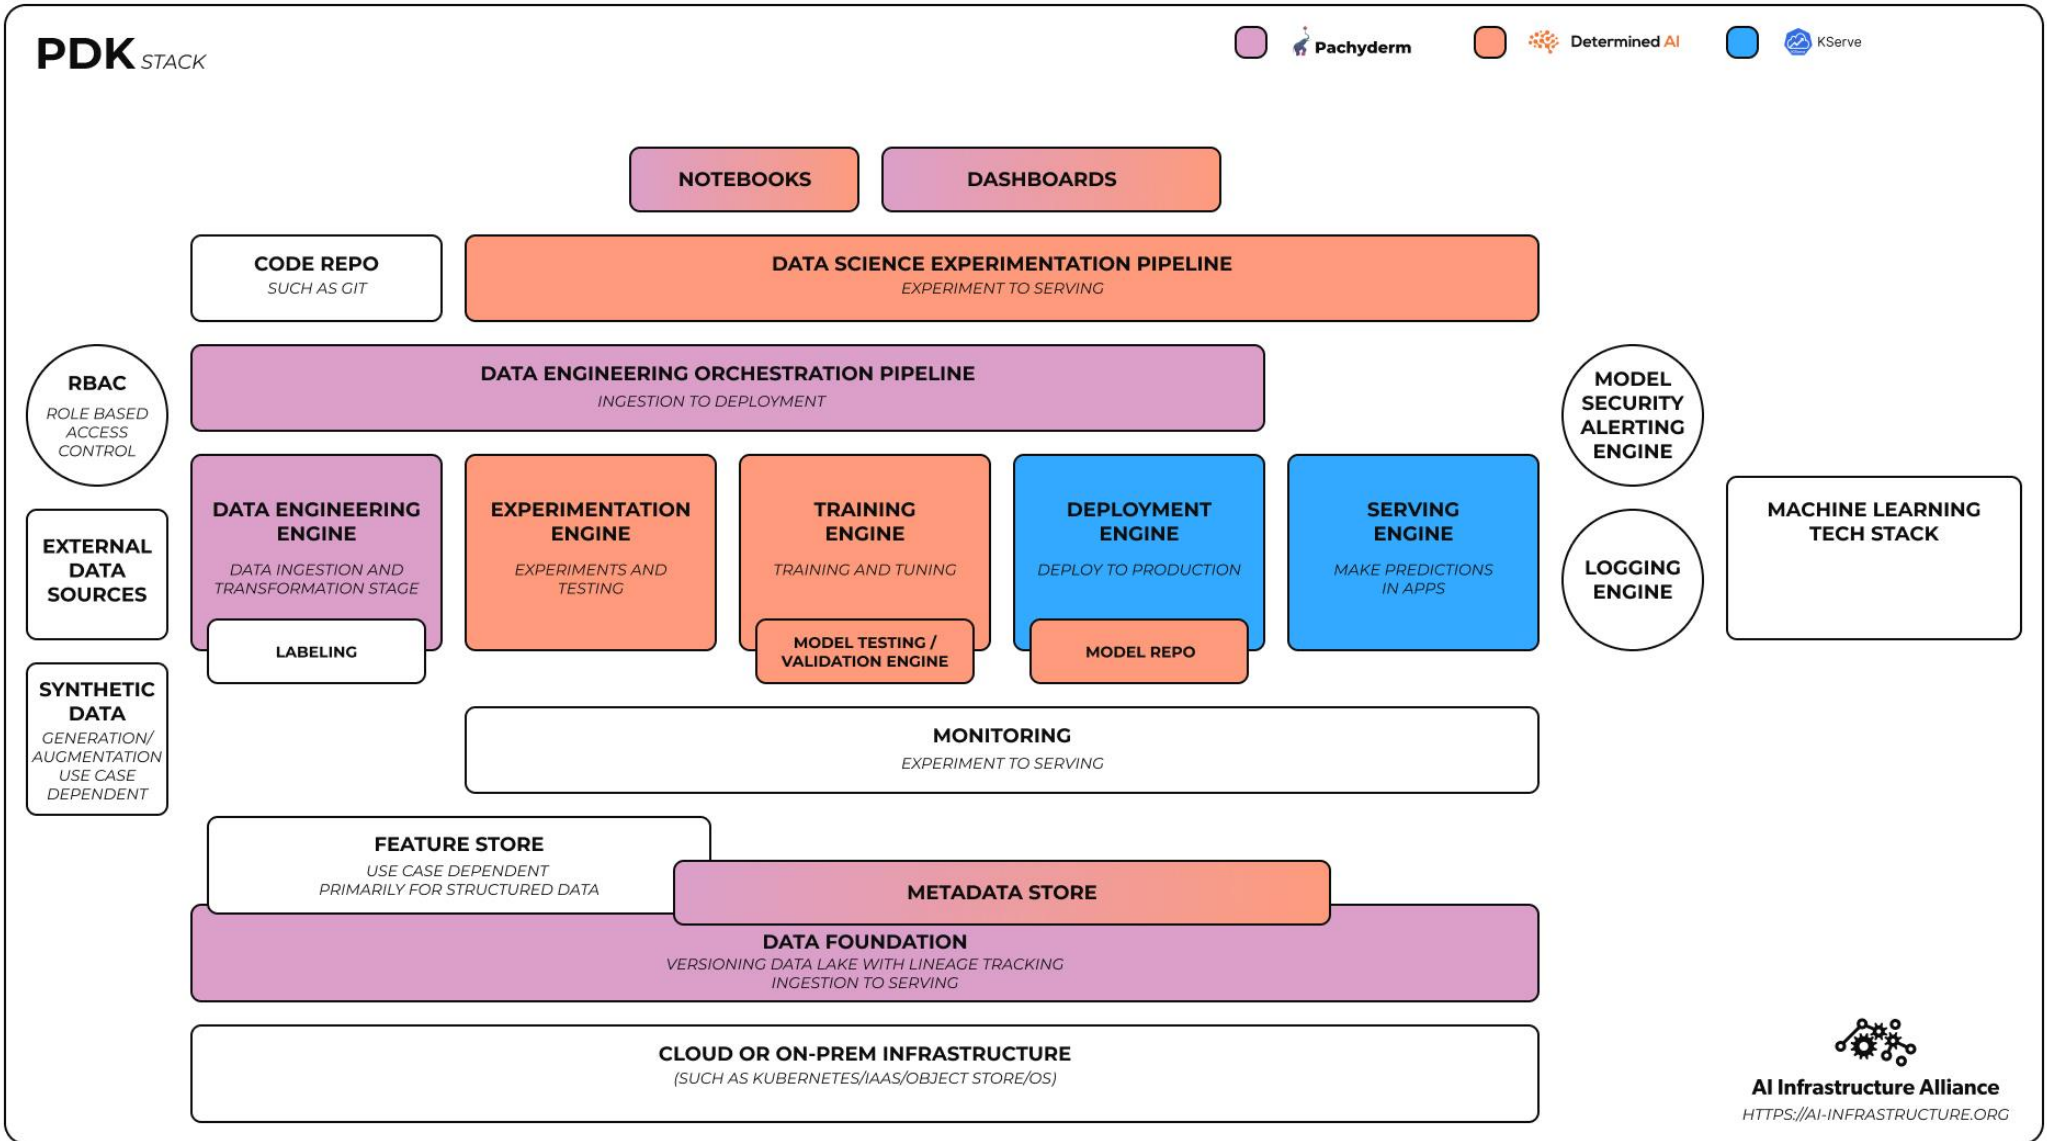 PDK STACK
Pachyderm
Determined AI
KServe
NOTEBOOKS
DASHBOARDS
CODE REPO
SUCH AS GIT
DATA SCIENCE EXPERIMENTATION PIPELINE
EXPERIMENT TO SERVING
RBAC
ROLE BASED
ACCESS
CONTROL
DATA ENGINEERING ORCHESTRATION PIPELINE
INGESTION TO DEPLOYMENT
MODEL
SECURITY
ALERTING
ENGINE
EXTERNAL
DATA
SOURCES
DATA ENGINEERING
ENGINE
DATA INGESTION AND
TRANSFORMATION STAGE
LABELING
EXPERIMENTATION
ENGINE
EXPERIMENTS AND
TESTING
TRAINING
ENGINE
TRAINING AND TUNING
MODEL TESTING /
VALIDATION ENGINE
DEPLOYMENT
ENGINE
DEPLOY TO PRODUCTION
MODEL REPO
SERVING
ENGINE
MAKE PREDICTIONS
IN APPS
LOGGING
ENGINE
MACHINE LEARNING
TECH STACK
SYNTHETIC
DATA
GENERATION/
AUGMENTATION
USE CASE
DEPENDENT
MONITORING
EXPERIMENT TO SERVING
FEATURE STORE
USE CASE DEPENDENT
PRIMARILY FOR STRUCTURED DATA
METADATA STORE
DATA FOUNDATION
VERSIONING DATA LAKE WITH LINEAGE TRACKING
INGESTION TO SERVING
CLOUD OR ON-PREM INFRASTRUCTURE
(SUCH AS KUBERNETES/IAAS/OBJECT STORE/OS)
AI Infrastructure Alliance
HTTPS://AI-INFRASTRUCTURE.ORG